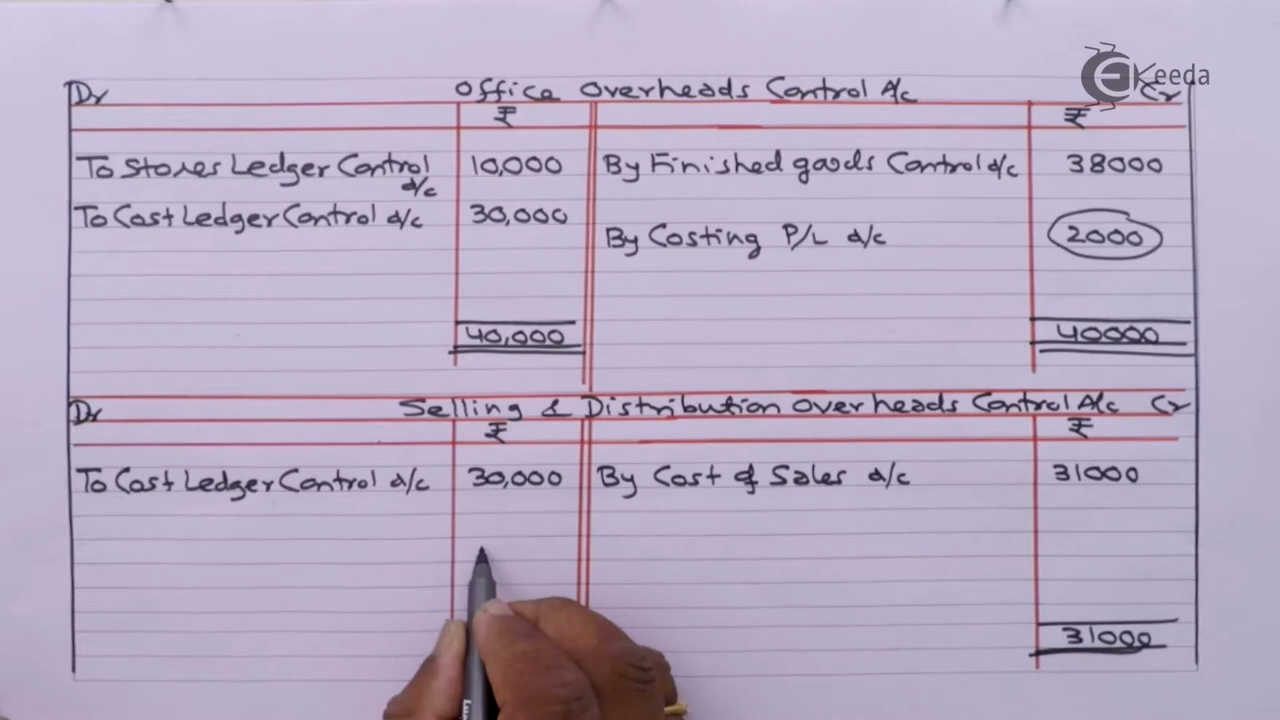 Ekeeda
Dr Office Overheads Control A/c Cr
₹ ₹
To Stores Ledger Control a/c 10,000 By Finished goods Control a/c 38000
To Cost Ledger Control a/c 30,000
By Costing P/L a/c 2000
40,000 40000
Dr Selling & Distribution overheads Control A/c Cr
₹ ₹
To Cost Ledger Control a/c 30,000 By Cost of Sales a/c 31000
31000